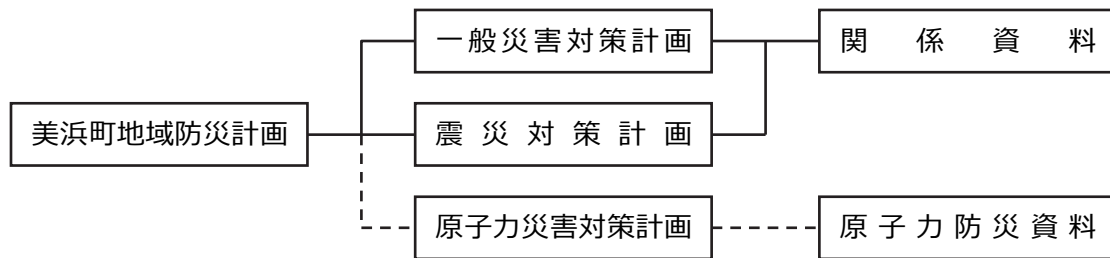 一般災害対策計画
関係資料
美浜町地域防災計画
震災対策計画
原子力災害対策計画
原子力防災資料